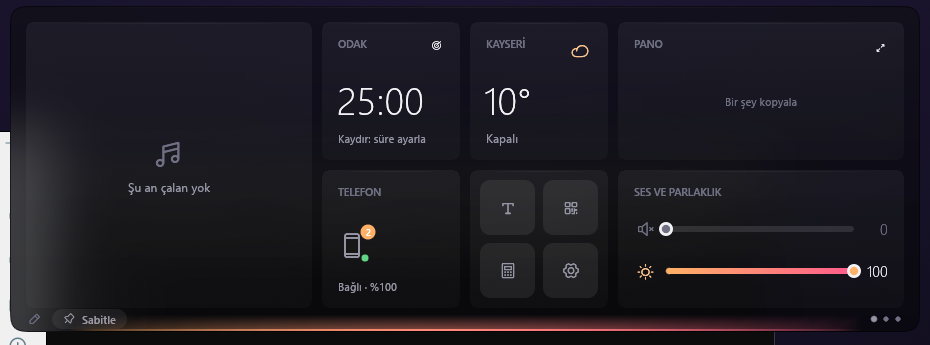 Şu an çalan yok
ODAK
25:00
Kaydır: süre ayarla
KAYSERİ
10°
Kapalı
PANO
Bir şey kopyala
TELEFON
2
Bağlı · %100
T
SES VE PARLAKLIK
0
100
Sabitle